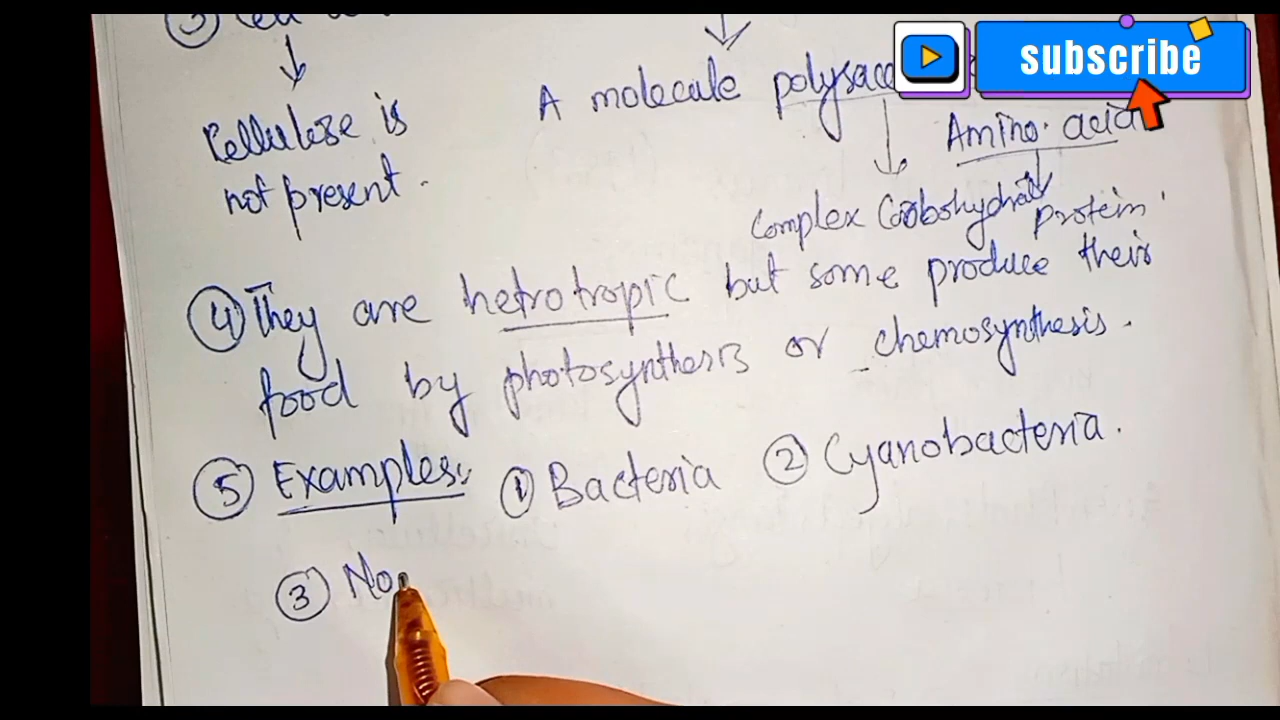 ③
subscribe
A molecule
Amino. acid
Cellulose is
not present.
Complex Carbohydrate
protein
④ They are hetrotropic but some produce their
food by photosynthesis or chemosynthesis.
⑤ Examples: ① Bacteria ② Cyanobacteria.
③ No